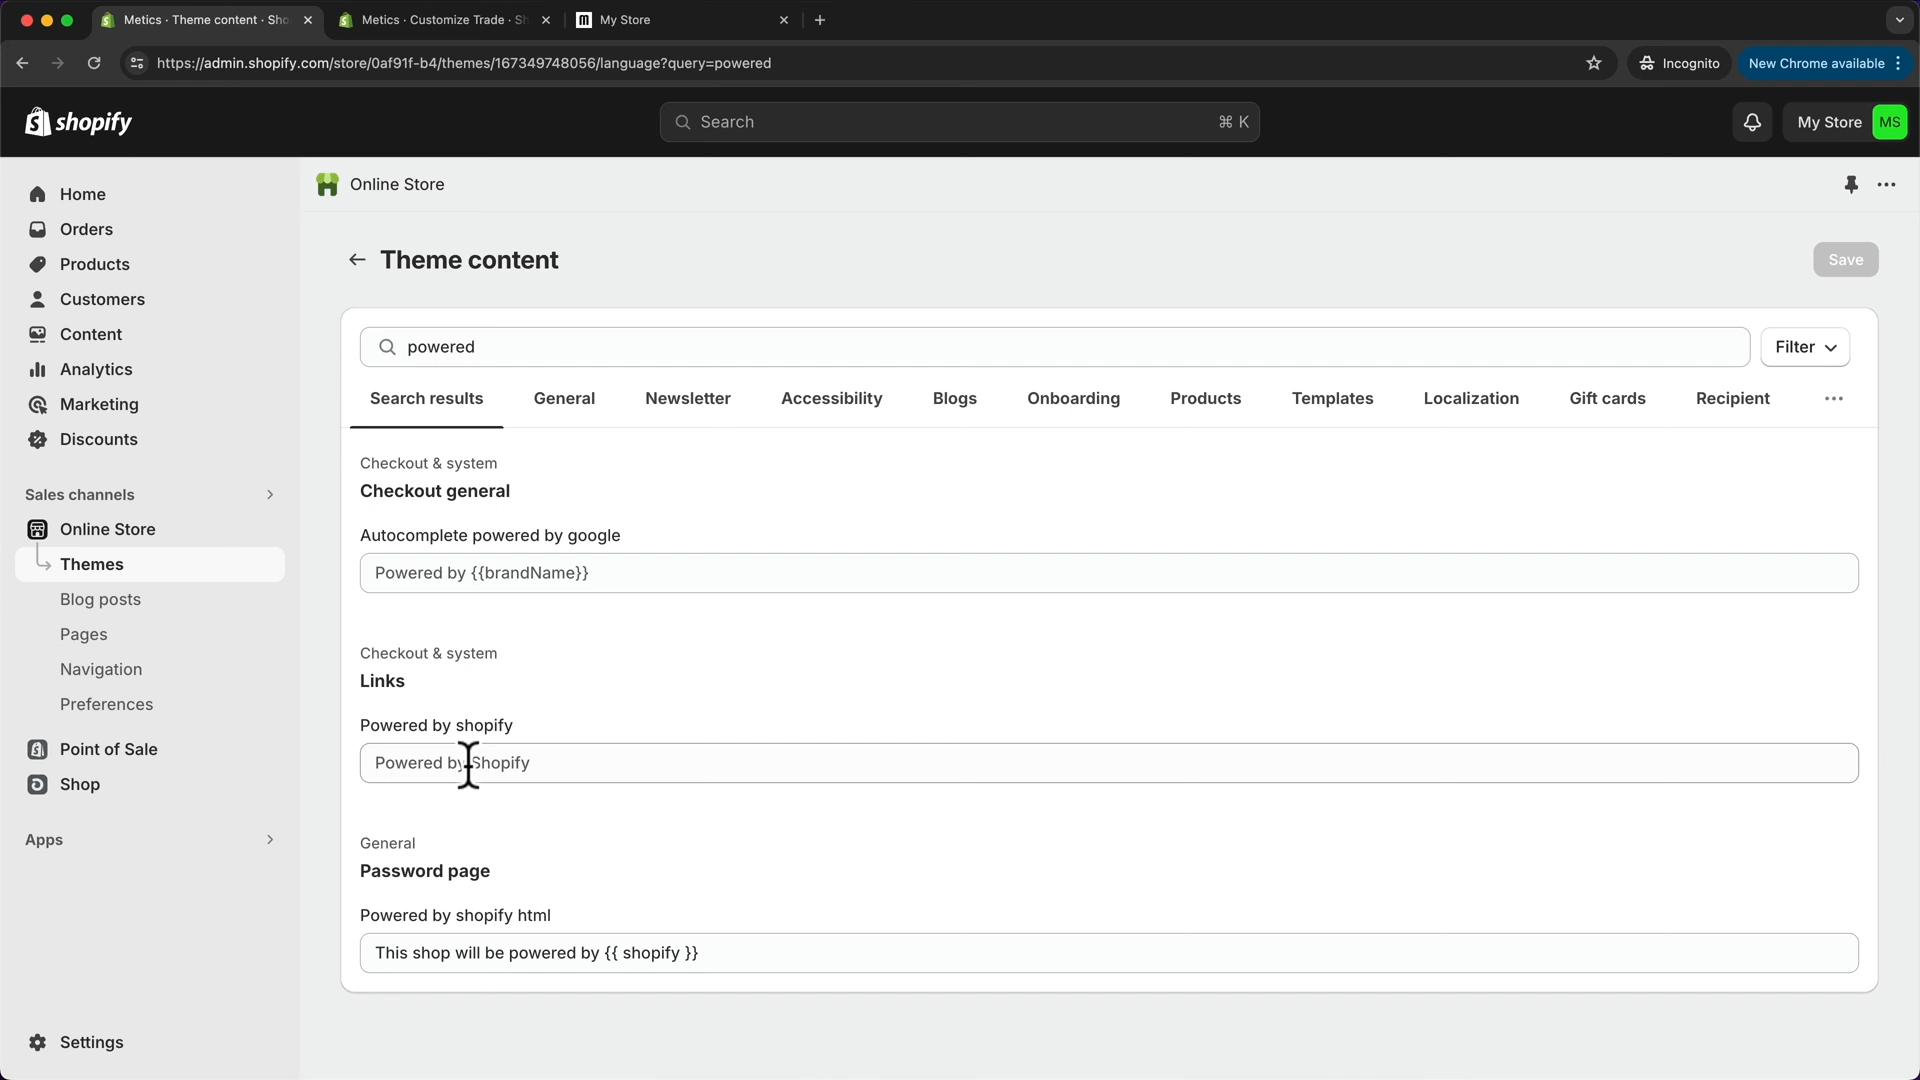 Metics · Theme content · Sho
Metics · Customize Trade · Sh
My Store
https://admin.shopify.com/store/0af91f-b4/themes/167349748056/language?query=powered
Incognito
New Chrome available
shopify
Search
⌘ K
My Store
MS
Home
Orders
Products
Customers
Content
Analytics
Marketing
Discounts
Sales channels
Online Store
Themes
Blog posts
Pages
Navigation
Preferences
Point of Sale
Shop
Apps
Settings
Online Store
Theme content
Save
powered
Filter
Search results
General
Newsletter
Accessibility
Blogs
Onboarding
Products
Templates
Localization
Gift cards
Recipient
Checkout & system
Checkout general
Autocomplete powered by google
Powered by {{brandName}}
Checkout & system
Links
Powered by shopify
Powered by Shopify
General
Password page
Powered by shopify html
This shop will be powered by {{ shopify }}